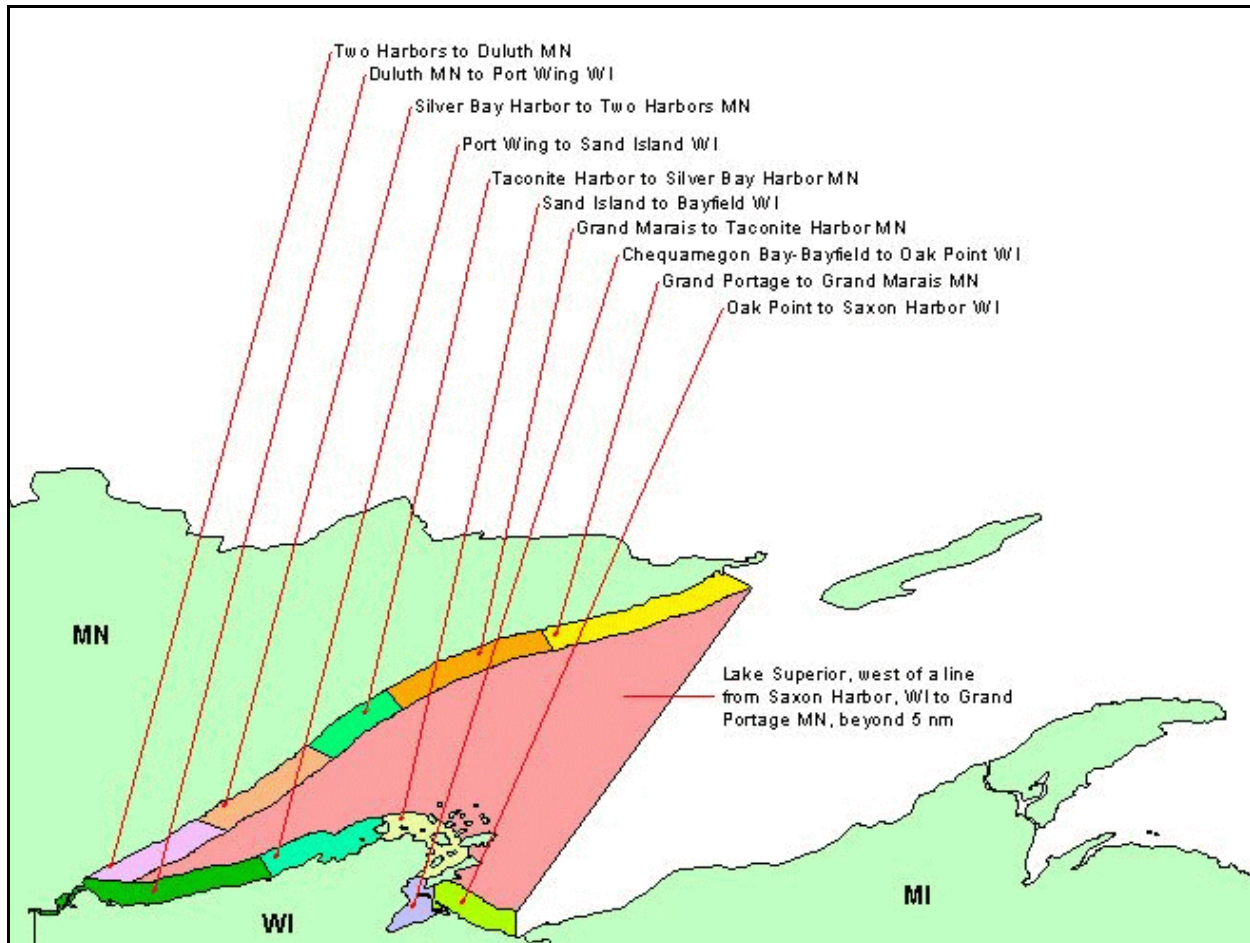 Two Harbors to Duluth MN
Duluth MN to Port Wing WI
Silver Bay Harbor to Two Harbors MN
Port Wing to Sand Island WI
Taconite Harbor to Silver Bay Harbor MN
Sand Island to Bayfield WI
Grand Marais to Taconite Harbor MN
Chequamegon Bay-Bayfield to Oak Point WI
Grand Portage to Grand Marais MN
Oak Point to Saxon Harbor WI
MN
Lake Superior, west of a line
from Saxon Harbor, WI to Grand
Portage MN, beyond 5 nm
WI
MI